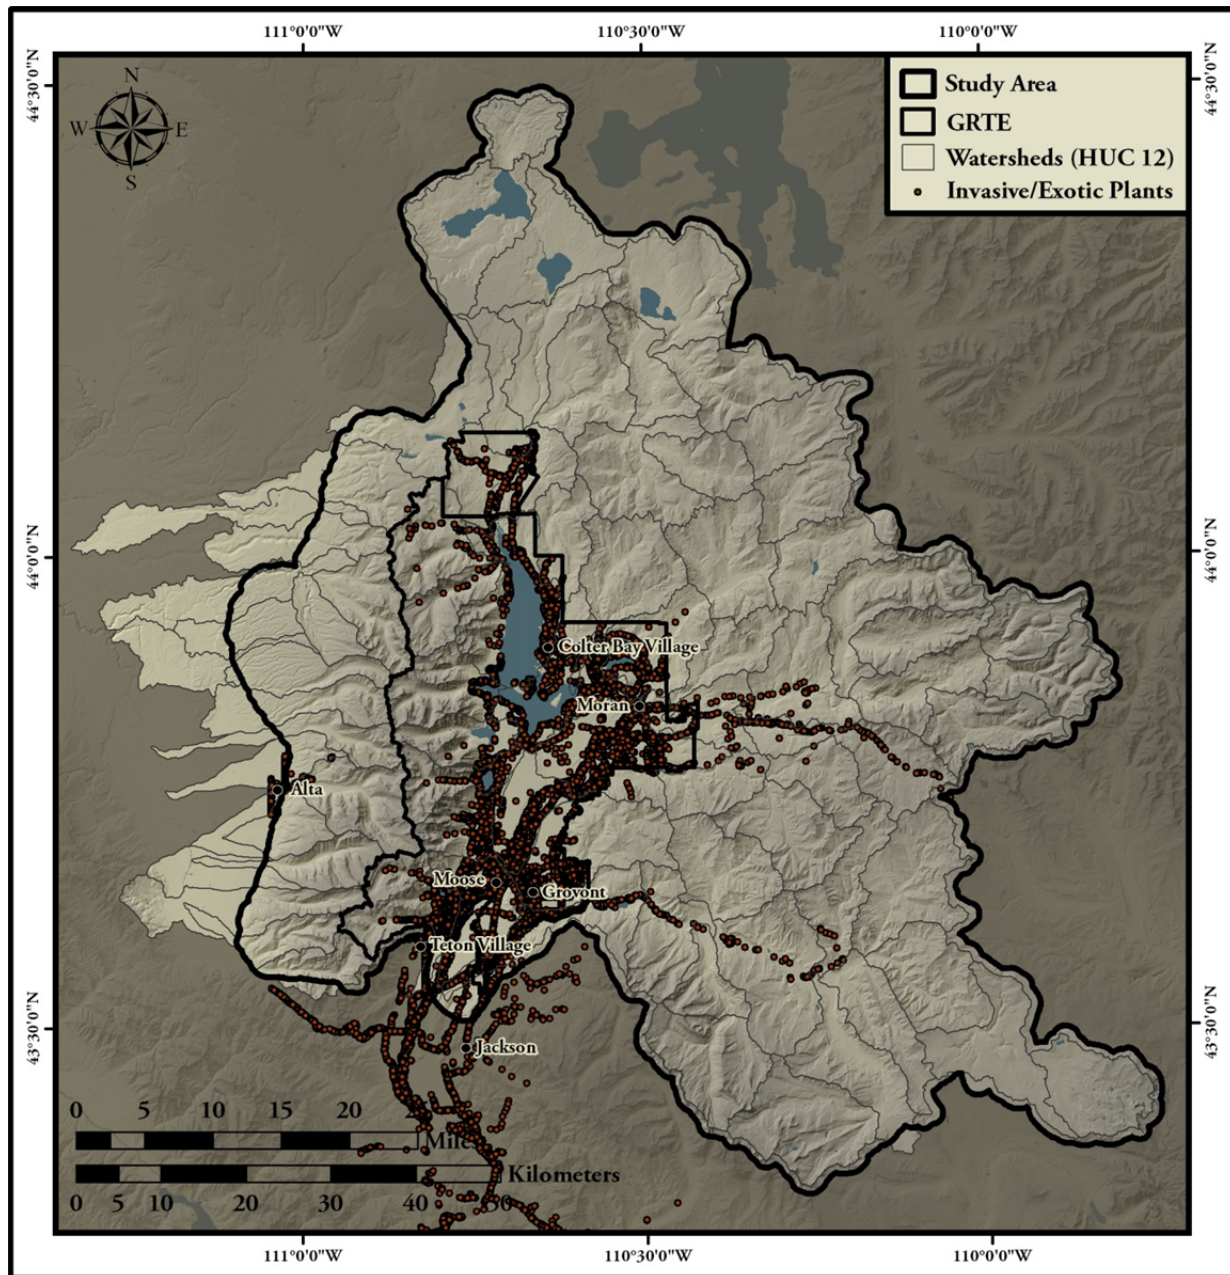 111°0'0"W 110°30'0"W 110°0'0"W
44°30'0"N
44°30'0"N
N
W E
S
Study Area
GRTE
Watersheds (HUC 12)
Invasive/Exotic Plants
44°0'0"N
44°0'0"N
Colter Bay Village
Moran
Alta
Moose
Grovont
Teton Village
43°30'0"N
43°30'0"N
Jackson
0 5 10 15 20
Miles
Kilometers
0 5 10 20 30 40 50
111°0'0"W 110°30'0"W 110°0'0"W